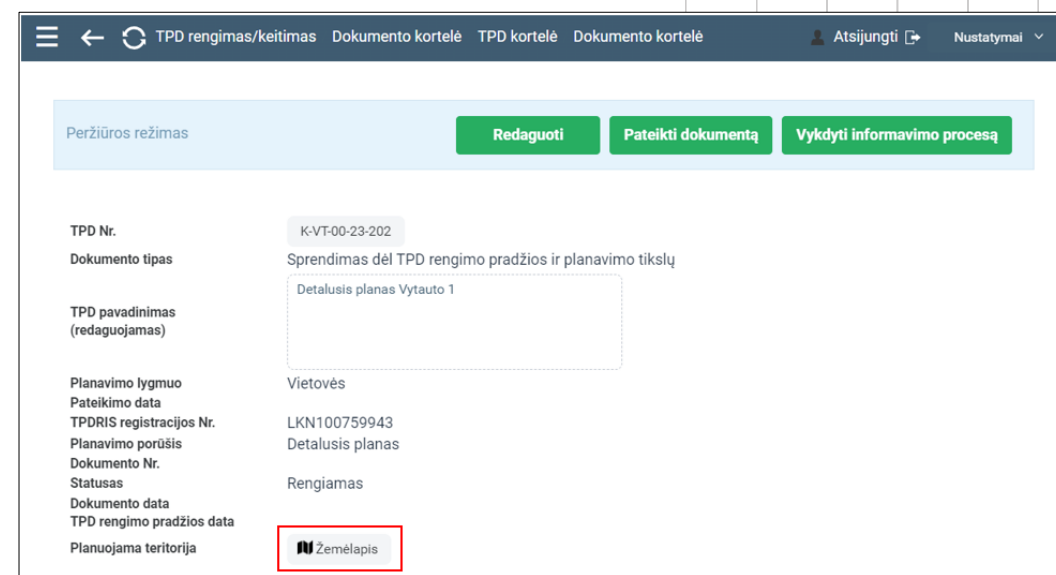 TPD rengimas/keitimas Dokumento kortelė TPD kortelė Dokumento kortelė Atsijungti Nustatymai
Peržiūros režimas Redaguoti Pateikti dokumentą Vykdyti informavimo procesą
TPD Nr. K-VT-00-23-202
Dokumento tipas Sprendimas dėl TPD rengimo pradžios ir planavimo tikslų
Detalusis planas Vytauto 1
TPD pavadinimas
(redaguojamas)
Planavimo lygmuo Vietovės
Pateikimo data
TPDRIS registracijos Nr. LKN100759943
Planavimo porūšis Detalusis planas
Dokumento Nr.
Statusas Rengiamas
Dokumento data
TPD rengimo pradžios data
Planuojama teritorija Žemėlapis